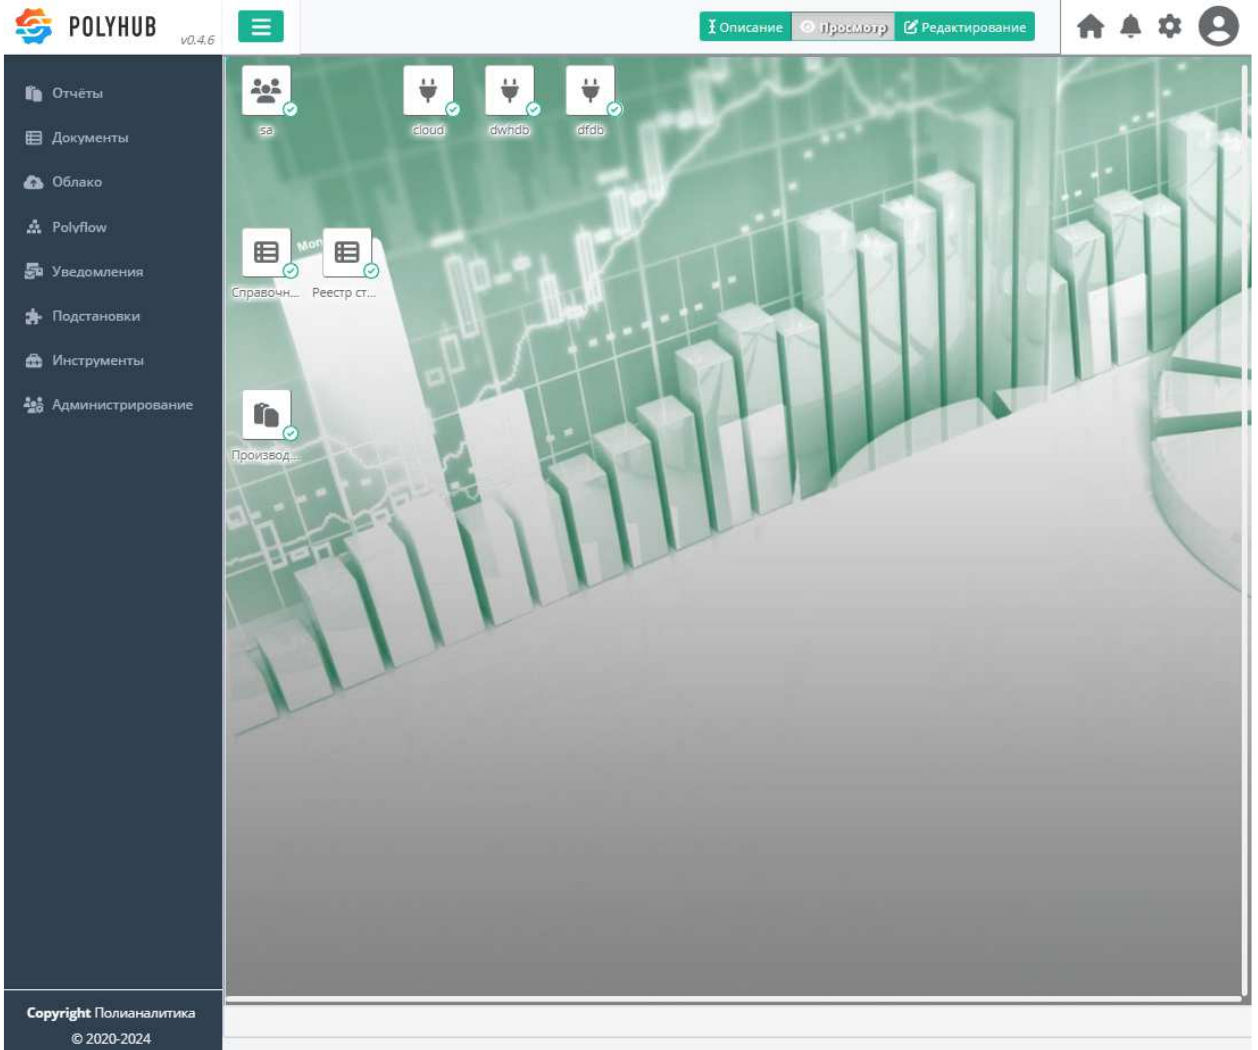 POLYHUB
v0.4.6
Описание
Просмотр
Редактирование
Отчёты
Документы
Облако
Polyflow
Уведомления
Подстановки
Инструменты
Администрирование
sa
cloud
dwhdb
dfdb
Mon
Справочн...
Реестр ст...
Производ...
Copyright Полианалитика
© 2020-2024